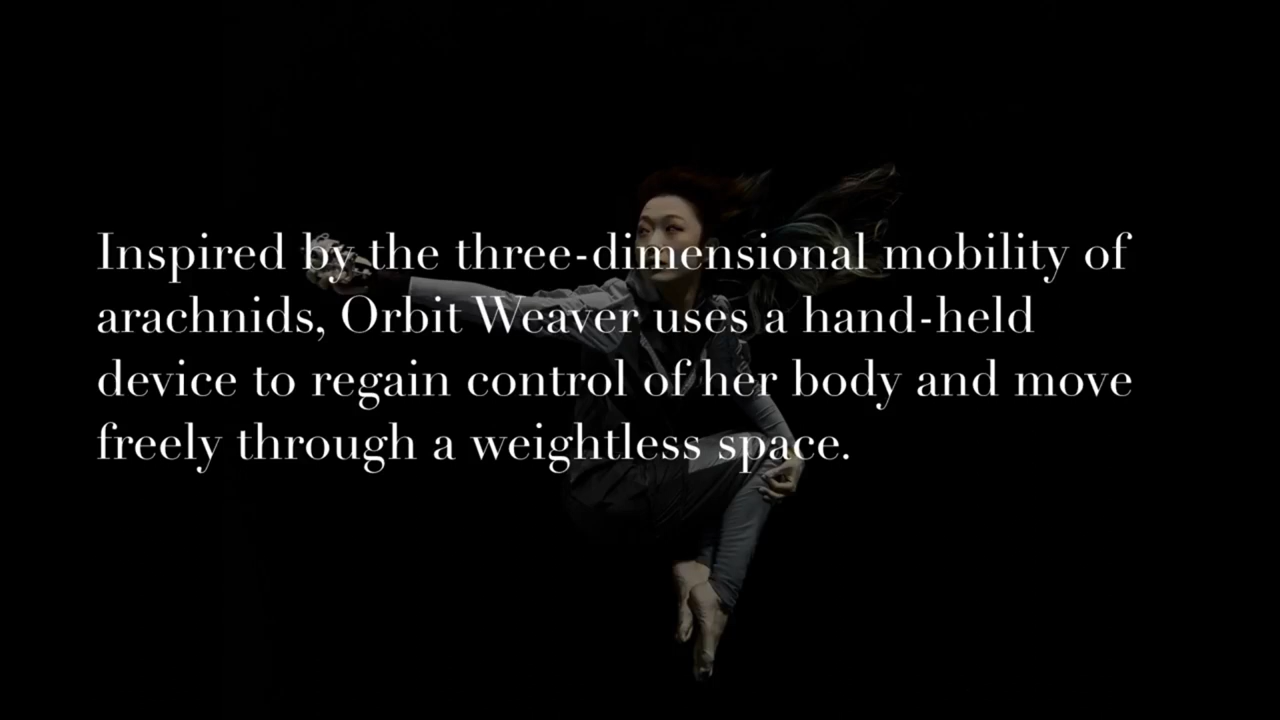 Inspired by the three-dimensional mobility of
arachnids, Orbit Weaver uses a hand-held
device to regain control of her body and move
freely through a weightless space.